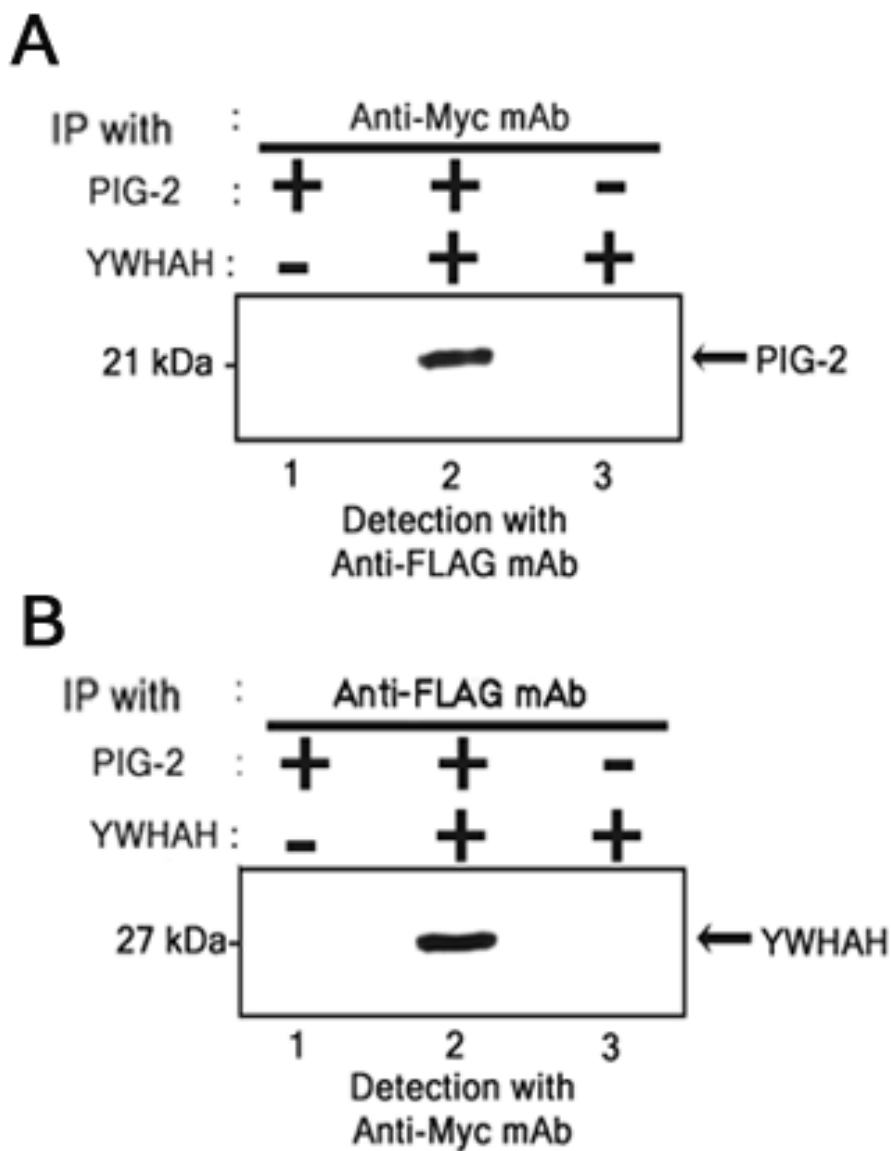 A
IP with : Anti-Myc mAb
PIG-2 : + + -
YWHAH : - + +
21 kDa - ← PIG-2
1 2 3
Detection with
Anti-FLAG mAb
B
IP with : Anti-FLAG mAb
PIG-2 : + + -
YWHAH : - + +
27 kDa- ← YWHAH
1 2 3
Detection with
Anti-Myc mAb